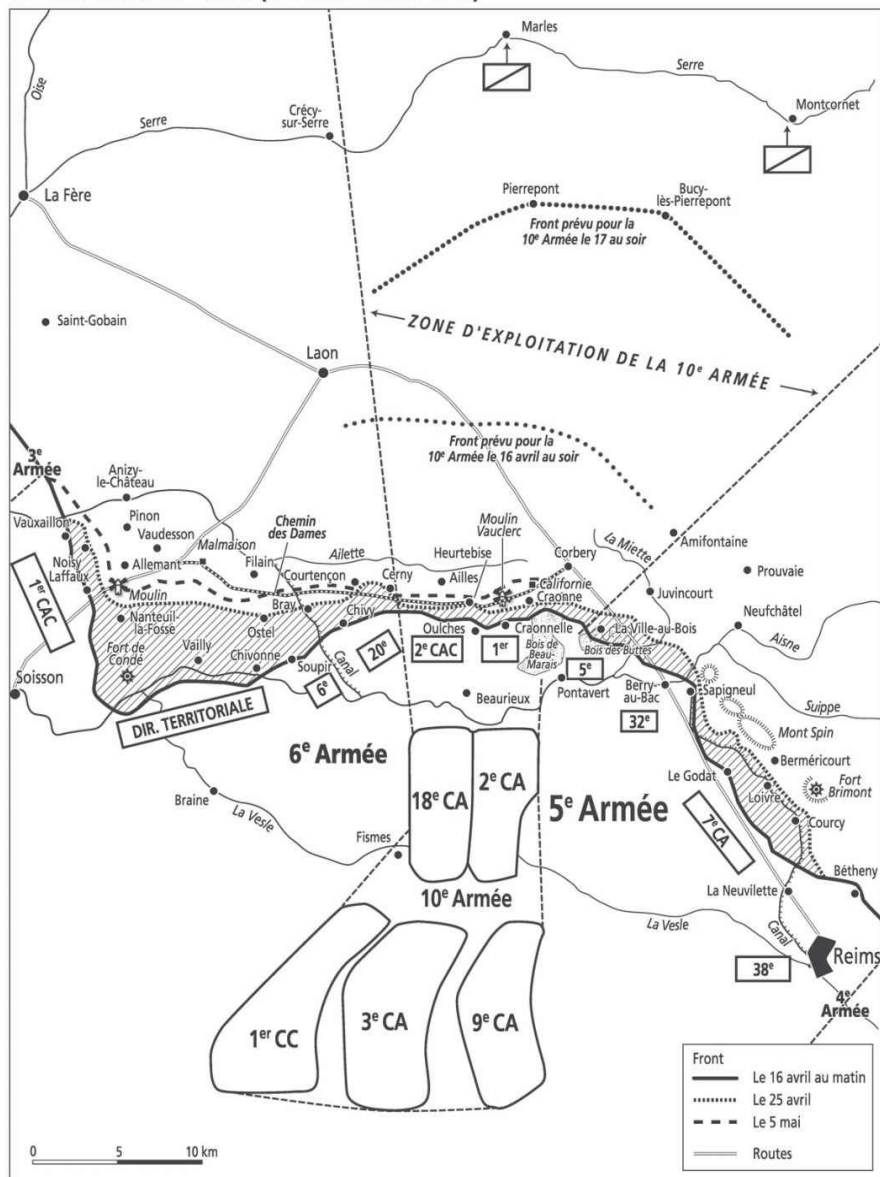 Marles
Serre
Montcornet
Oise
Serre
Crécy-
sur-Serre
La Fère
Pierrepont
Bucy-
lès-Pierrepont
Front prévu pour la
10e Armée le 17 au soir
ZONE D'EXPLOITATION DE LA 10e ARMÉE
Saint-Gobain
Laon
Front prévu pour la
10e Armée le 16 avril au soir
3e
Armée
Anizy-
le-Château
Pinon
Vauxaillon
Vaudesson
Malmaison
Chemin
des Dames
Ailette
Moulin
Vauclerc
Heurtebise
Corbery
La Miette
Amifontaine
Noisy
Laffaux
Allemant
Filain
Courtençon
Cerny
Ailles
Californie
Craonne
Juvincourt
Prouvaie
1er CAC
Moulin
Nanteuil-
la-Fosse
Bray
Chivy
Ostel
Oulches
Craonnelle
La Ville-au-Bois
Neufchâtel
Aisne
Fort de
Condé
Vailly
Chivonne
Soupir
Canal
6e
20e
2e CAC
1er
Bois de
Beau-
Marais
Bois des Buttes
5e
Soisson
DIR. TERRITORIALE
Beaurieux
Pontavert
Berry-
au-Bac
Sapigneul
Suippe
32e
Mont Spin
6e Armée
18e CA
2e CA
5e Armée
Le Godat
Berméricourt
Loivre
Fort
Brimont
Braine
La Vesle
Fismes
7e CA
Courcy
10e Armée
La Neuvilette
Bétheny
La Vesle
Canal
Reims
38e
4e
Armée
1er CC
3e CA
9e CA
Front
Le 16 avril au matin
Le 25 avril
Le 5 mai
Routes
0 5 10 km